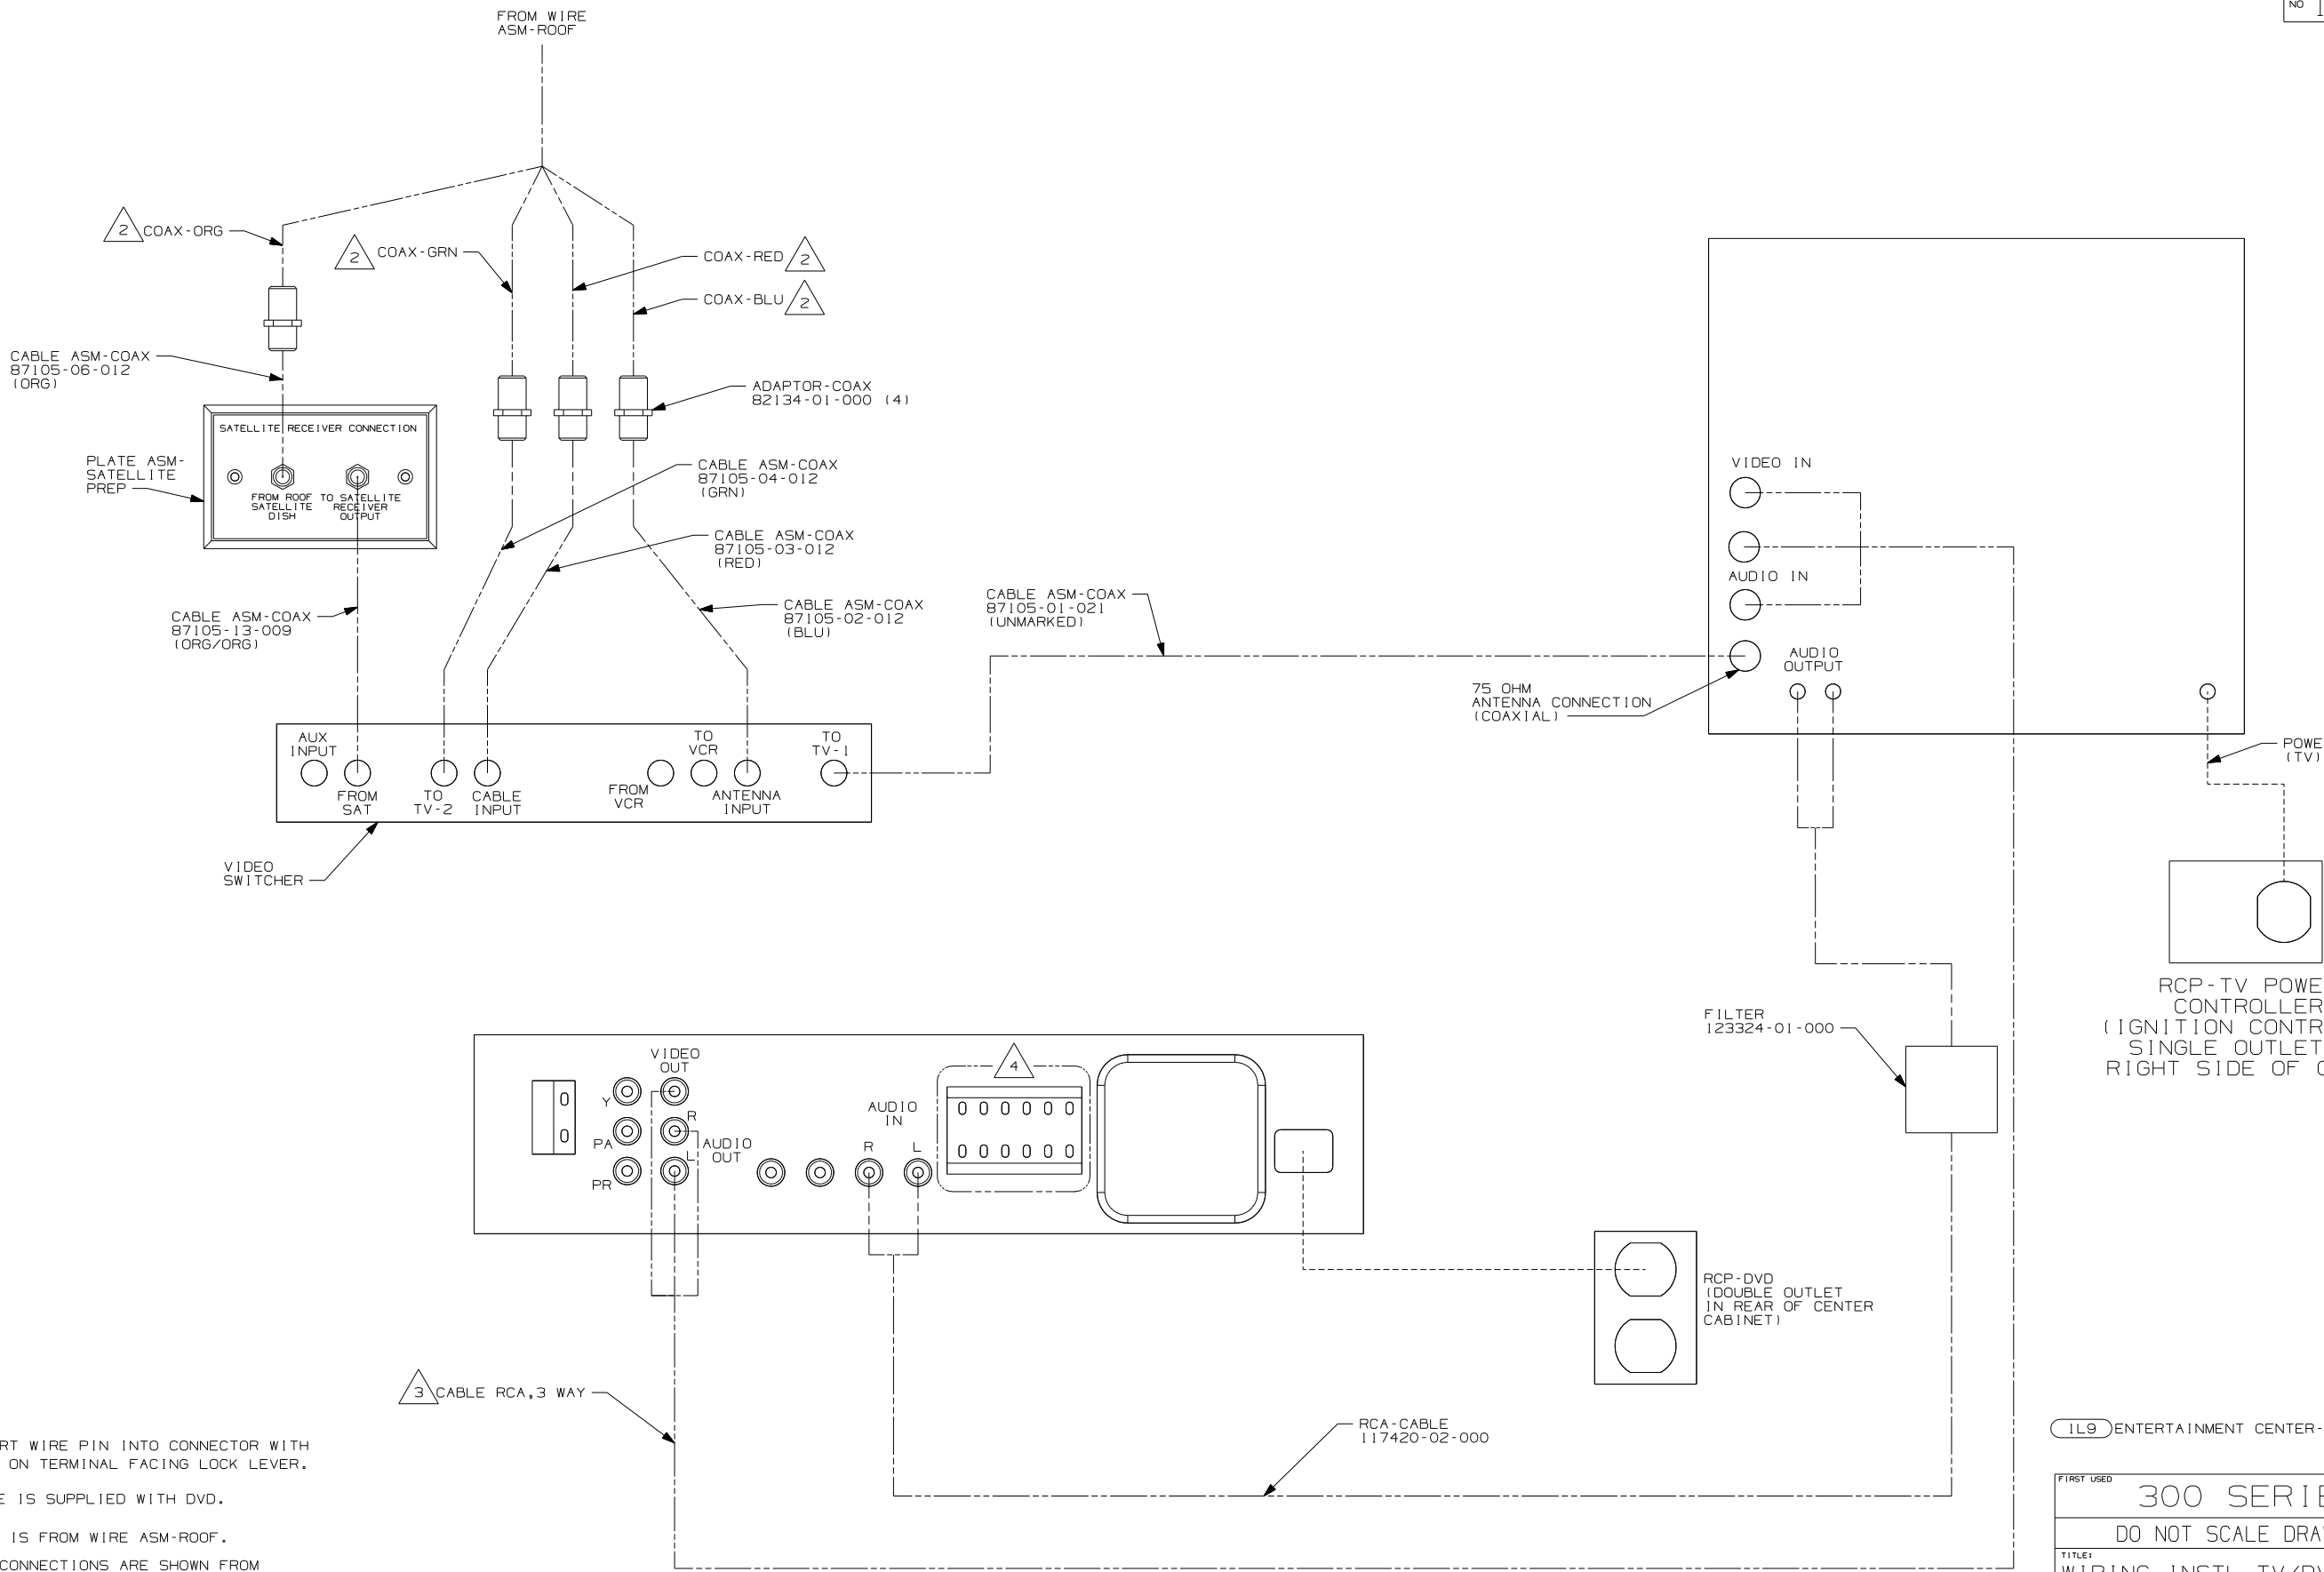 NO
FROM WIRE
ASM-ROOF
2
COAX-ORG
2
COAX-GRN
COAX-RED
2
COAX-BLU
2
CABLE ASM-COAX
87105-06-012
(ORG)
ADAPTOR-COAX
82134-01-000 (4)
SATELLITE RECEIVER CONNECTION
PLATE ASM-
SATELLITE
PREP
FROM ROOF
SATELLITE
DISH
TO SATELLITE
RECEIVER
OUTPUT
CABLE ASM-COAX
87105-04-012
(GRN)
CABLE ASM-COAX
87105-03-012
(RED)
CABLE ASM-COAX
87105-13-009
(ORG/ORG)
CABLE ASM-COAX
87105-02-012
(BLU)
CABLE ASM-COAX
87105-01-021
(UNMARKED)
VIDEO IN
AUDIO IN
AUDIO
OUTPUT
75 OHM
ANTENNA CONNECTION
(COAXIAL)
AUX
INPUT
FROM
SAT
TO
TV-2
CABLE
INPUT
FROM
VCR
TO
VCR
ANTENNA
INPUT
TO
TV-1
VIDEO
SWITCHER
POWE
(TV)
RCP-TV POWE
CONTROLLER
(IGNITION CONTR
SINGLE OUTLET
RIGHT SIDE OF
FILTER
123324-01-000
VIDEO
OUT
Y
PA
PR
R
L
AUDIO
OUT
AUDIO
IN
R
L
4
RCP-DVD
(DOUBLE OUTLET
IN REAR OF CENTER
CABINET)
3
CABLE RCA,3 WAY
RCA-CABLE
117420-02-000
RT WIRE PIN INTO CONNECTOR WITH
ON TERMINAL FACING LOCK LEVER.
E IS SUPPLIED WITH DVD.
IS FROM WIRE ASM-ROOF.
CONNECTIONS ARE SHOWN FROM
1L9
ENTERTAINMENT CENTER-
FIRST USED
300 SERIE
DO NOT SCALE DRA
TITLE:
WIRING INSTL-TV/DV